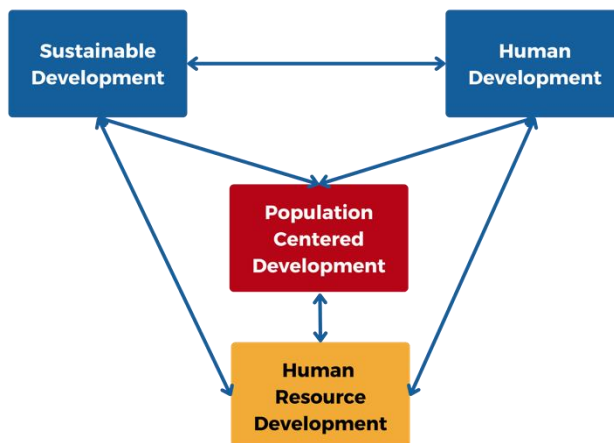 Sustainable
Development
Human
Development
Population
Centered
Development
Human
Resource
Development